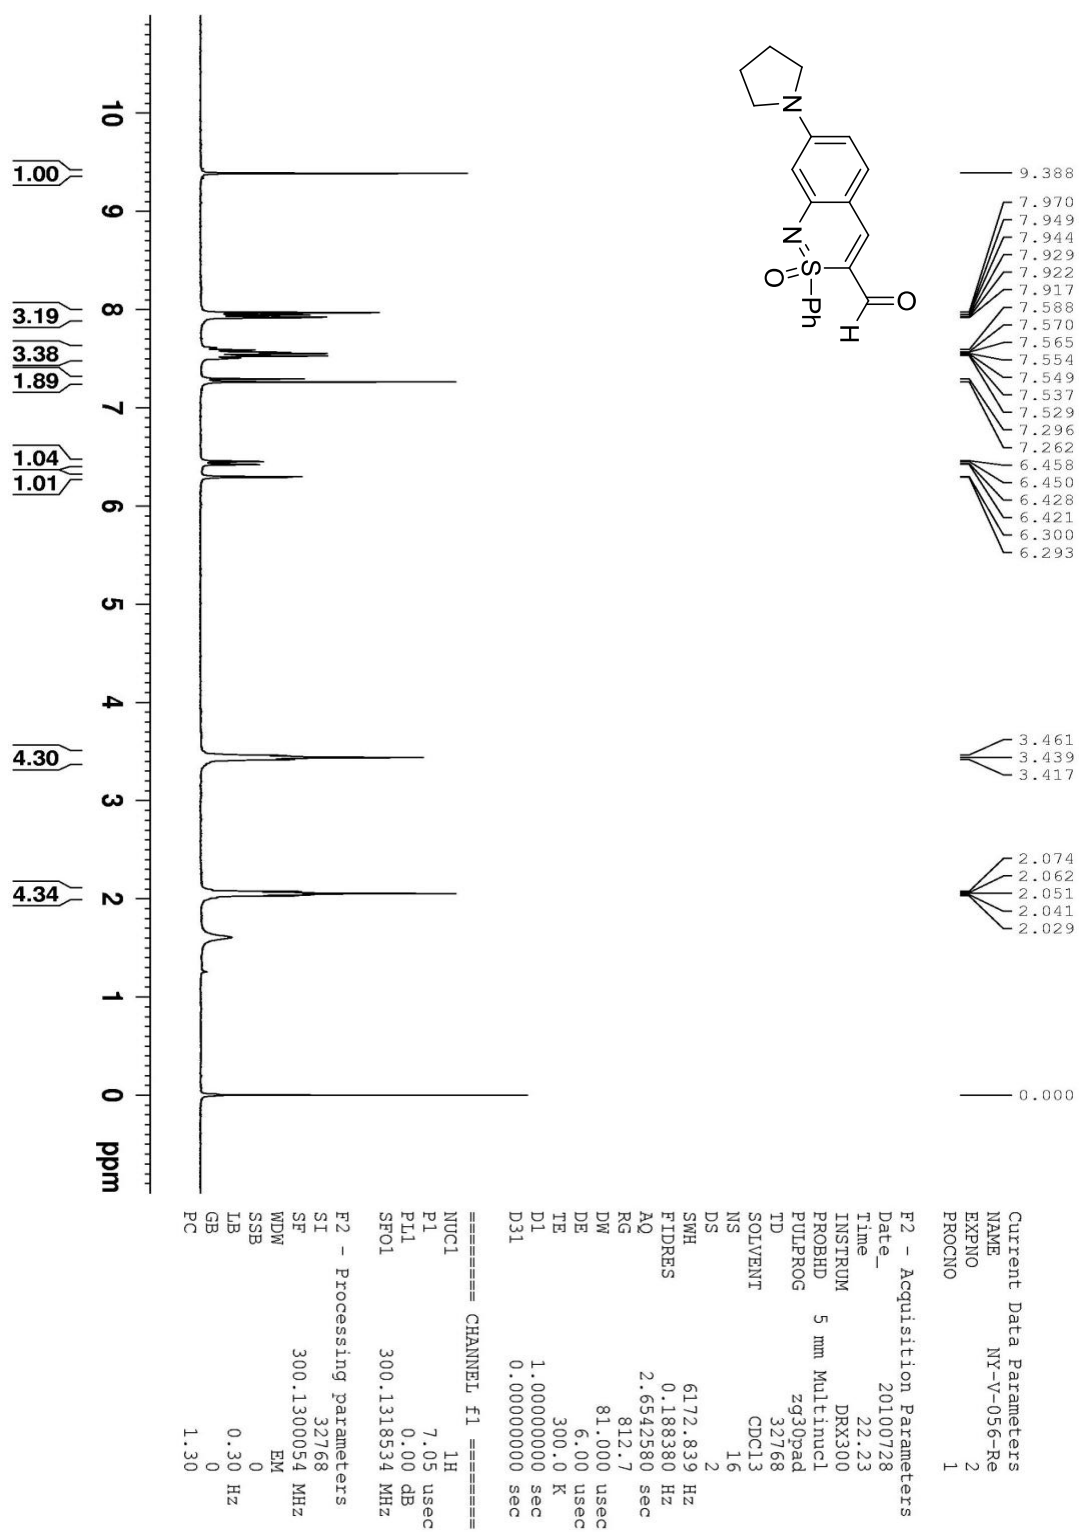 9.388
7.970
7.949
7.944
7.929
7.922
7.917
7.588
7.570
7.565
7.554
7.549
7.537
7.529
7.296
7.262
6.458
6.450
6.428
6.421
6.300
6.293
3.461
3.439
3.417
2.074
2.062
2.051
2.041
2.029
0.000
N
N
S
O
Ph
O
H
10
9
8
7
6
5
4
3
2
1
0
ppm
1.00
3.19
3.38
1.89
1.04
1.01
4.30
4.34
Current Data Parameters
NAME NY-V-056-Re
EXPNO 2
PROCNO 1
F2 - Acquisition Parameters
Date_ 20100728
Time 22.23
INSTRUM DRX300
PROBHD 5 mm Multinucl
PULPROG zg30pad
TD 32768
SOLVENT CDCl3
NS 16
DS 2
SWH 6172.839 Hz
FIDRES 0.188380 Hz
AQ 2.6542580 sec
RG 812.7
DW 81.000 usec
DE 6.00 usec
TE 300.0 K
D1 1.00000000 sec
D31 0.00000000 sec
======== CHANNEL f1 ========
NUC1 1H
P1 7.05 usec
PL1 0.00 dB
SFO1 300.1318534 MHz
F2 - Processing parameters
SI 32768
SF 300.1300054 MHz
WDW EM
SSB 0
LB 0.30 Hz
GB 0
PC 1.30